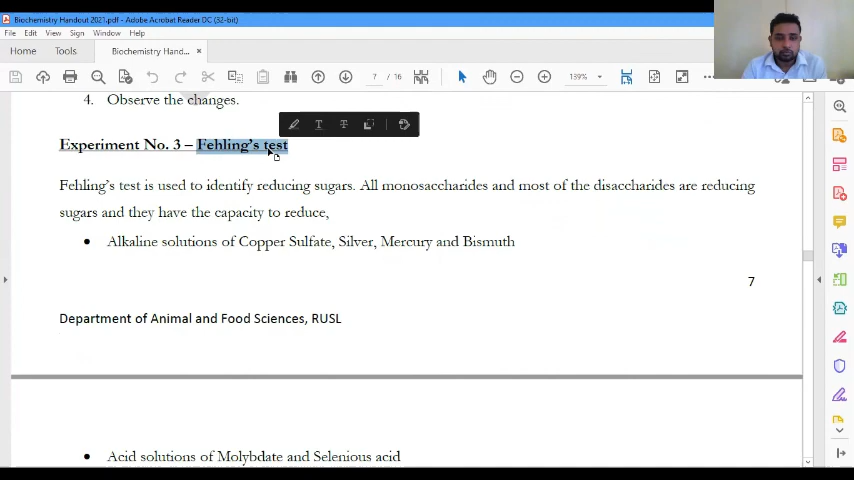 Biochemistry Handout 2021.pdf - Adobe Acrobat Reader DC (32-bit)
File Edit View Sign Window Help
Home Tools Biochemistry Hand... ×
7 / 16 139%
4. Observe the changes.
Experiment No. 3 – Fehling's test
Fehling's test is used to identify reducing sugars. All monosaccharides and most of the disaccharides are reducing
sugars and they have the capacity to reduce,
• Alkaline solutions of Copper Sulfate, Silver, Mercury and Bismuth
7
Department of Animal and Food Sciences, RUSL
• Acid solutions of Molybdate and Selenious acid